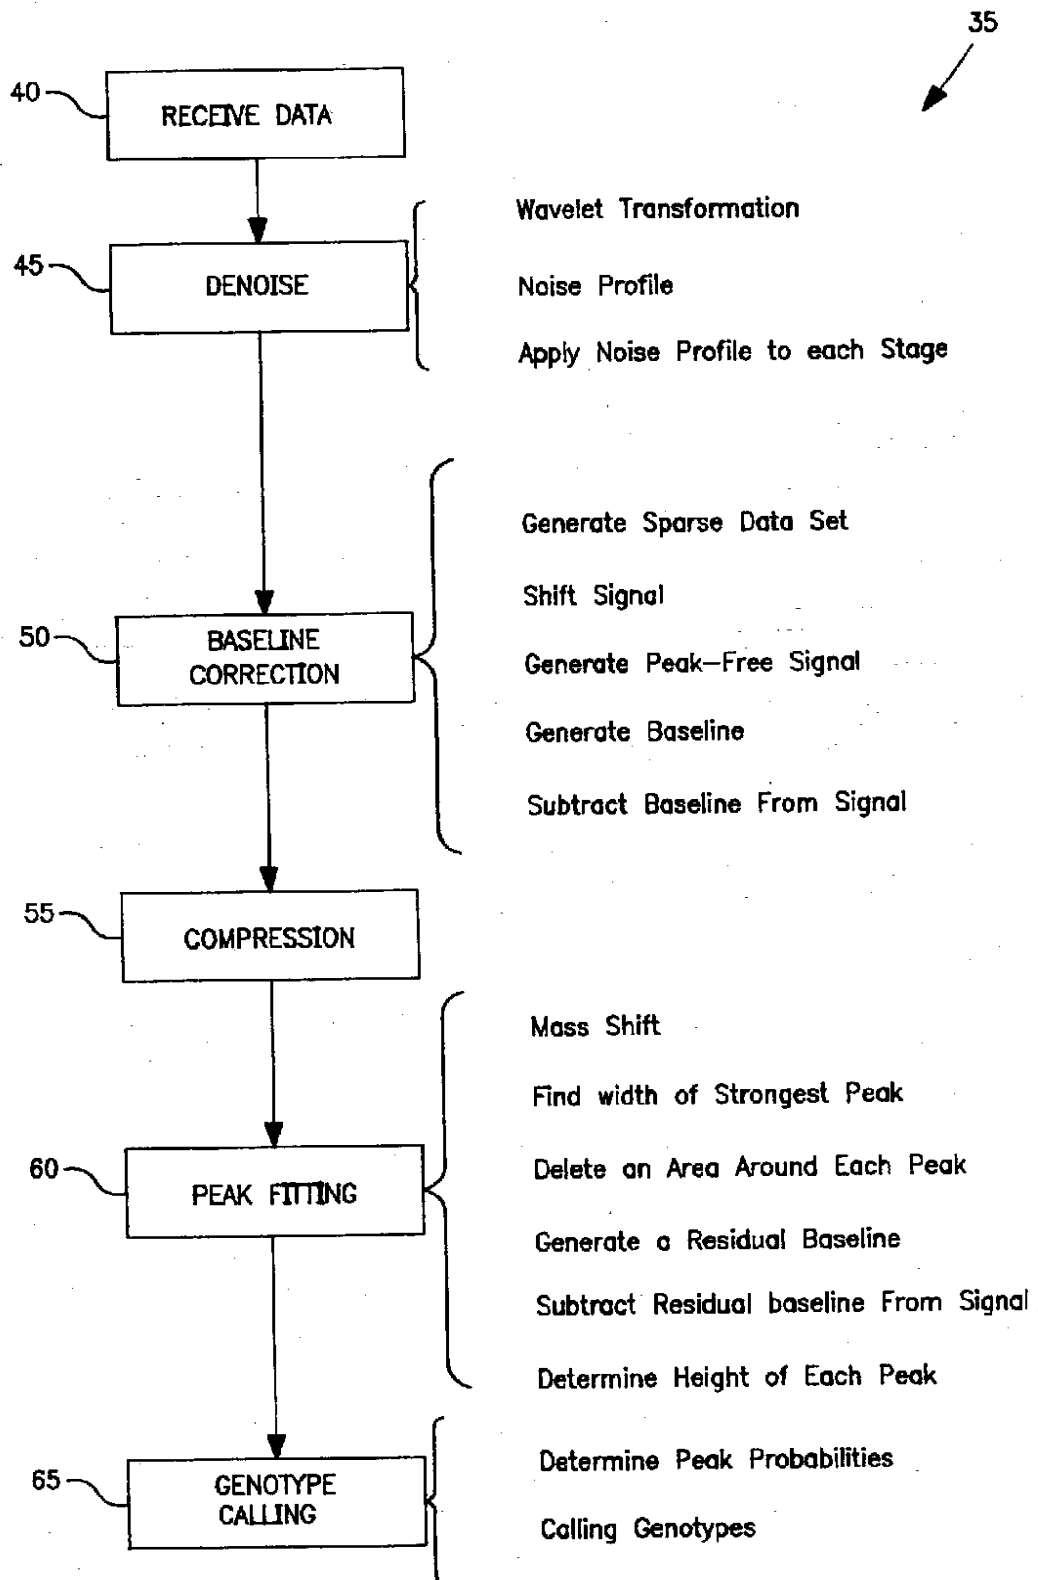 35
40
RECEIVE DATA
Wavelet Transformation
45
DENOISE
Noise Profile
Apply Noise Profile to each Stage
Generate Sparse Data Set
Shift Signal
50
BASELINE
CORRECTION
Generate Peak-Free Signal
Generate Baseline
Subtract Baseline From Signal
55
COMPRESSION
Mass Shift
Find width of Strongest Peak
60
PEAK FITTING
Delete an Area Around Each Peak
Generate a Residual Baseline
Subtract Residual baseline From Signal
Determine Height of Each Peak
65
GENOTYPE
CALLING
Determine Peak Probabilities
Calling Genotypes